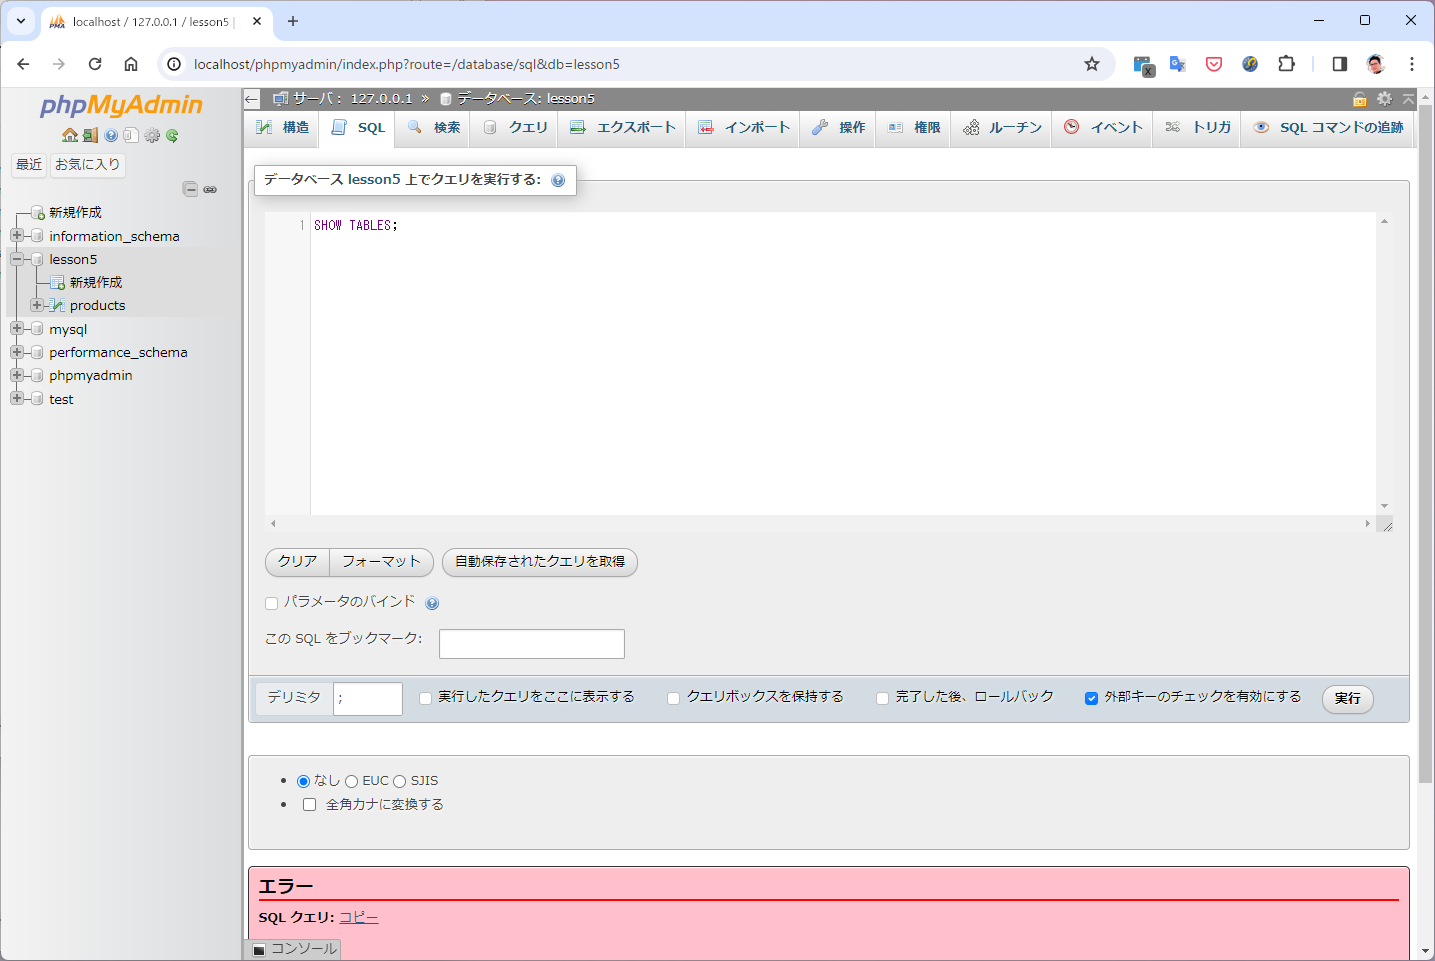 localhost / 127.0.0.1 / lesson5 |
localhost/phpmyadmin/index.php?route=/database/sql&db=lesson5
phpMyAdmin
最近 お気に入り
新規作成
information_schema
lesson5
新規作成
products
mysql
performance_schema
phpmyadmin
test
サーバ: 127.0.0.1 » データベース: lesson5
構造 SQL 検索 クエリ エクスポート インポート 操作 権限 ルーチン イベント トリガ SQL コマンドの追跡
データベース lesson5 上でクエリを実行する:
1 SHOW TABLES;
クリア フォーマット 自動保存されたクエリを取得
パラメータのバインド
この SQL をブックマーク:
デリミタ ; 実行したクエリをここに表示する クエリボックスを保持する 完了した後、ロールバック 外部キーのチェックを有効にする 実行
なし EUC SJIS
全角カナに変換する
エラー
SQL クエリ: コピー
コンソール